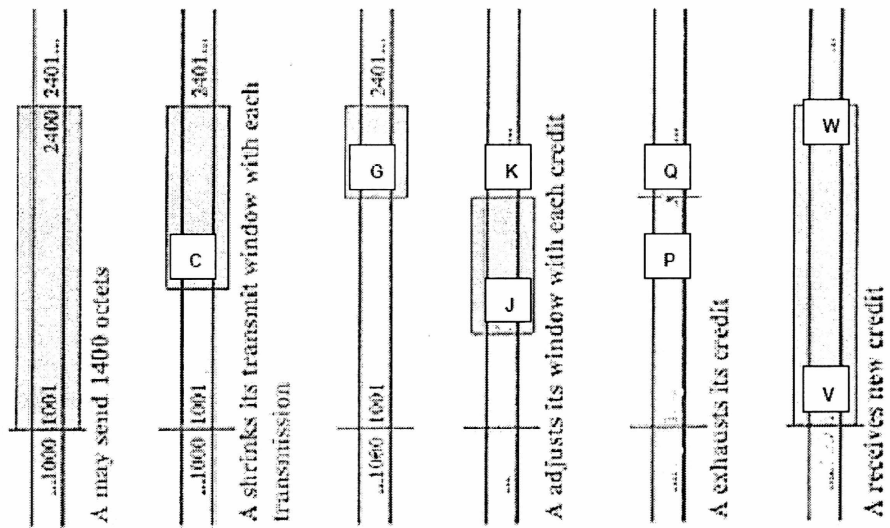 ...1000 1001 2400 2401...
A may send 1400 octets
...1000 1001 C 2401...
A shrinks its transmit window with each
transmission
...1000 1001 G 2401...
... J K
A adjusts its window with each credit
... P Q ...
A exhausts its credit
V W ...
A receives new credit